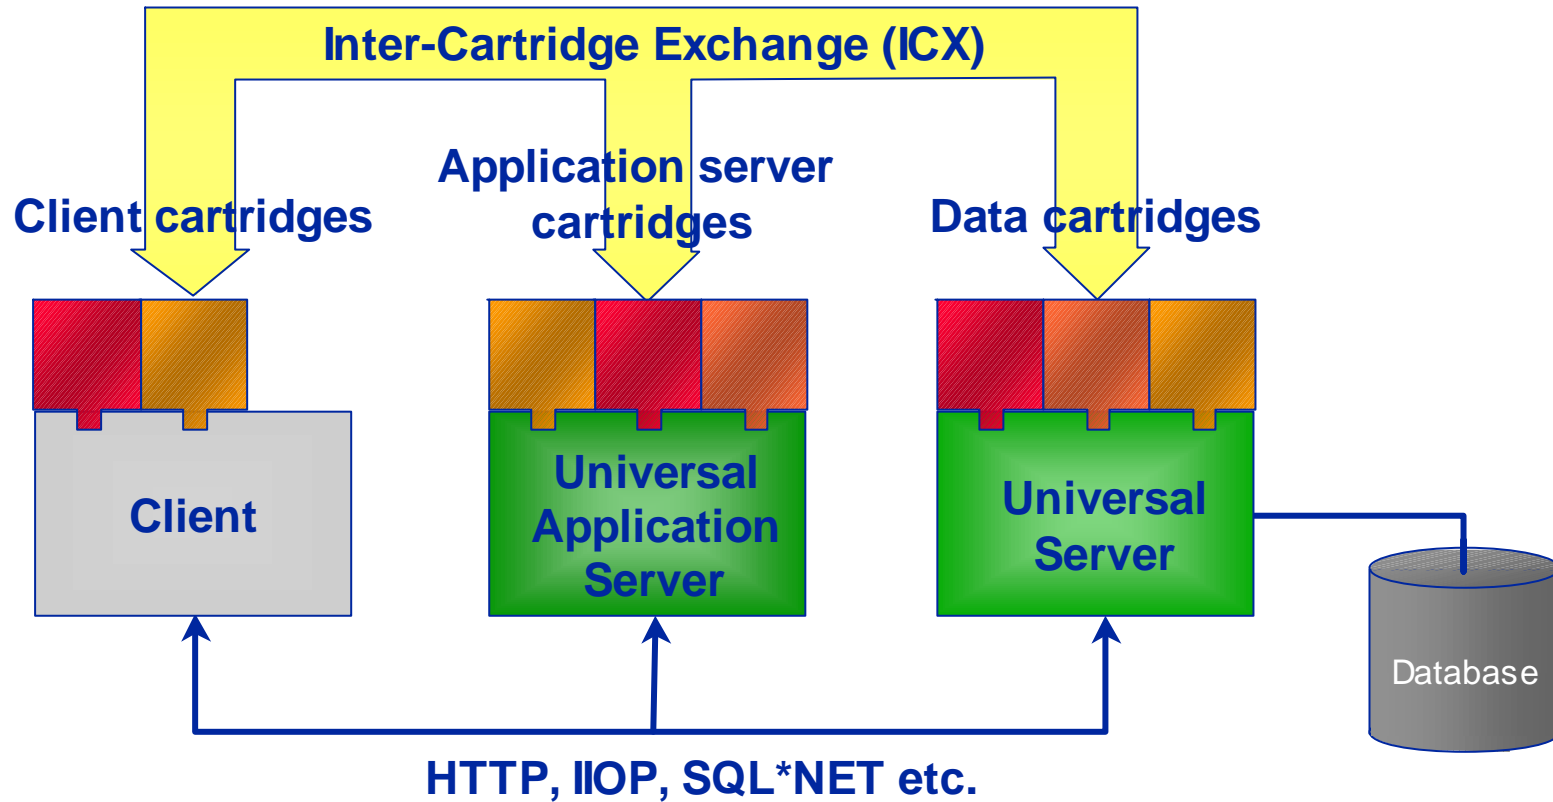 Inter-Cartridge Exchange (ICX)
Client cartridges
Application server
cartridges
Data cartridges
Client
Universal
Application
Server
Universal
Server
Database
HTTP, IIOP, SQL*NET etc.